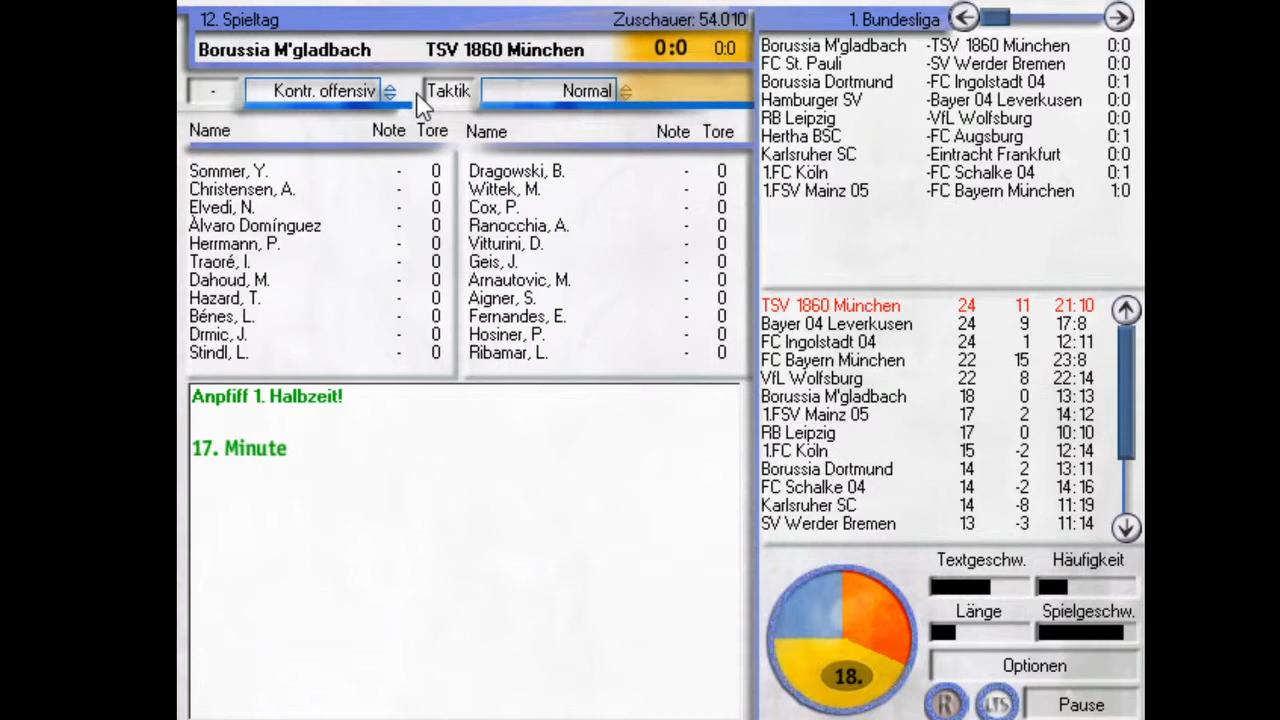 12. Spieltag Zuschauer: 54.010
Borussia M'gladbach TSV 1860 München 0:0 0:0
- Kontr. offensiv Taktik Normal
Name Note Tore Name Note Tore
Sommer, Y. - 0 Dragowski, B. - 0
Christensen, A. - 0 Wittek, M. - 0
Elvedi, N. - 0 Cox, P. - 0
Àlvaro Domínguez - 0 Ranocchia, A. - 0
Herrmann, P. - 0 Vitturini, D. - 0
Traoré, I. - 0 Geis, J. - 0
Dahoud, M. - 0 Arnautovic, M. - 0
Hazard, T. - 0 Aigner, S. - 0
Bénes, L. - 0 Fernandes, E. - 0
Drmic, J. - 0 Hosiner, P. - 0
Stindl, L. - 0 Ribamar, L. - 0
Anpfiff 1. Halbzeit!
17. Minute
1. Bundesliga
Borussia M'gladbach -TSV 1860 München 0:0
FC St. Pauli -SV Werder Bremen 0:0
Borussia Dortmund -FC Ingolstadt 04 0:1
Hamburger SV -Bayer 04 Leverkusen 0:0
RB Leipzig -VfL Wolfsburg 0:0
Hertha BSC -FC Augsburg 0:1
Karlsruher SC -Eintracht Frankfurt 0:0
1.FC Köln -FC Schalke 04 0:1
1.FSV Mainz 05 -FC Bayern München 1:0
TSV 1860 München 24 11 21:10
Bayer 04 Leverkusen 24 9 17:8
FC Ingolstadt 04 24 1 12:11
FC Bayern München 22 15 23:8
VfL Wolfsburg 22 8 22:14
Borussia M'gladbach 18 0 13:13
1.FSV Mainz 05 17 2 14:12
RB Leipzig 17 0 10:10
1.FC Köln 15 -2 12:14
Borussia Dortmund 14 2 13:11
FC Schalke 04 14 -2 14:16
Karlsruher SC 14 -8 11:19
SV Werder Bremen 13 -3 11:14
Textgeschw. Häufigkeit
Länge Spielgeschw.
18.
Optionen
R LTS Pause